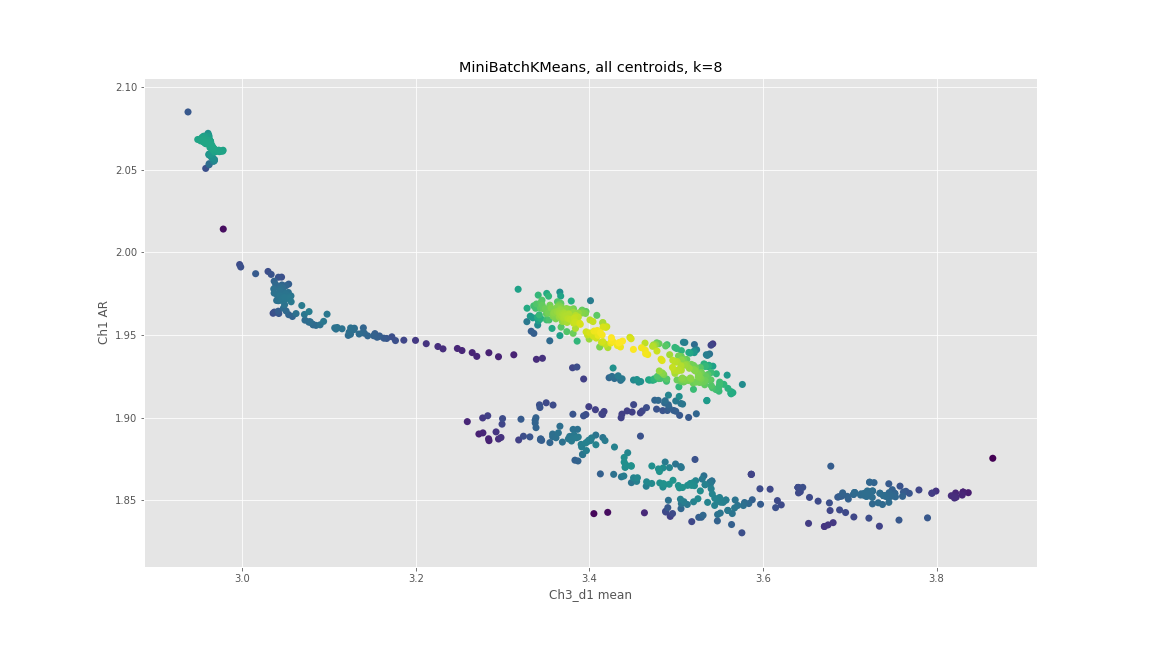 MiniBatchKMeans, all centroids, k=8
2.10
2.05
2.00
1.95
1.90
1.85
Ch1 AR
3.0 3.2 3.4 3.6 3.8
Ch3_d1 mean